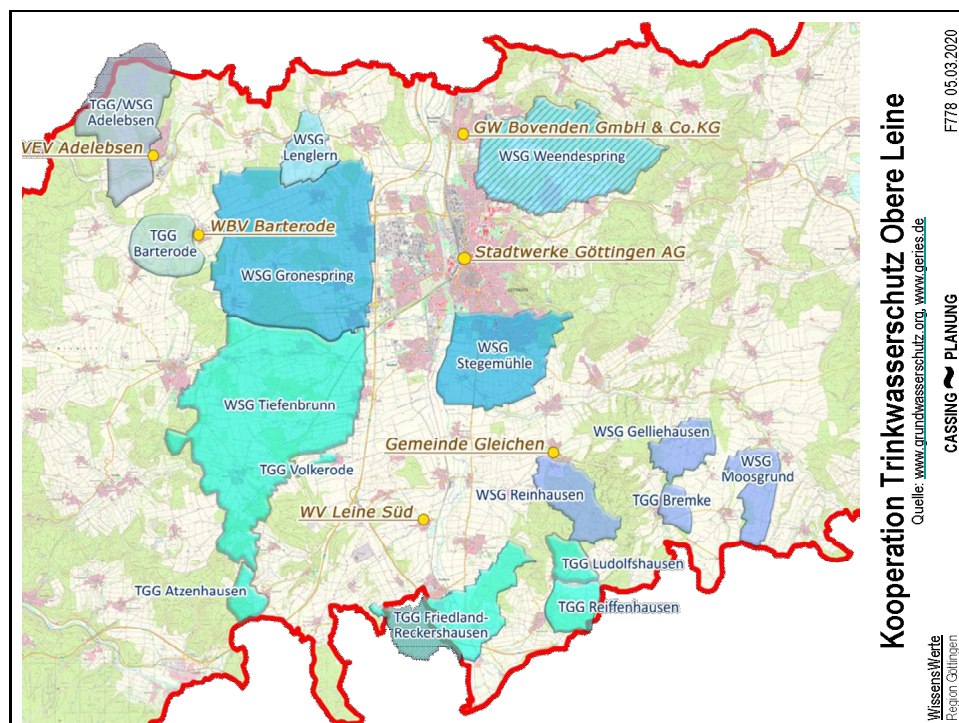 TGG/WSG
Adelebsen
VEV Adelebsen
WSG
Lenglern
GW Bovenden GmbH & Co.KG
WSG Weendespring
TGG
Barterode
WBV Barterode
WSG Gronespring
Stadtwerke Göttingen AG
WSG
Stegemühle
WSG Tiefenbrunn
TGG Volkerode
Gemeinde Gleichen
WSG Gelliehausen
WSG
Moosgrund
WSG Reinhausen
TGG Bremke
WV Leine Süd
TGG Ludolfshausen
TGG Atzenhausen
TGG Reiffenhausen
TGG Friedland-
Reckershausen
Kooperation Trinkwasserschutz Obere Leine
Quelle: www.grundwasserschutz.org, www.geries.de
CASSING ~ PLANUNG
F778 05.03.2020
WissensWerte
Region Göttingen